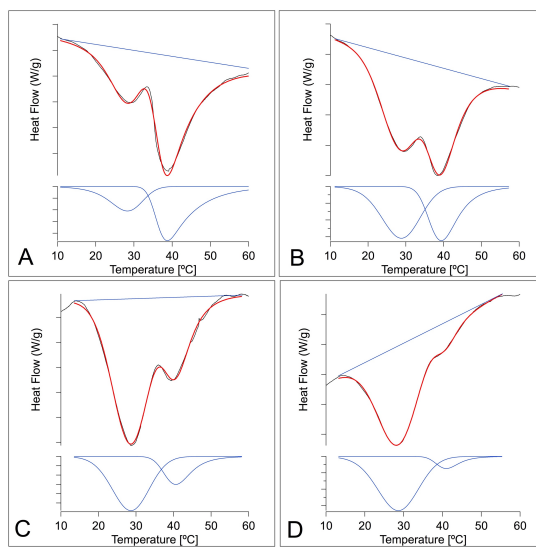 Heat Flow (W/g)
A
10 20 30 40 50 60
Temperature [ºC]
Heat Flow (W/g)
B
10 20 30 40 50 60
Temperature [ºC]
Heat Flow (W/g)
C
10 20 30 40 50 60
Temperature [ºC]
Heat Flow (W/g)
D
10 20 30 40 50 60
Temperature [ºC]